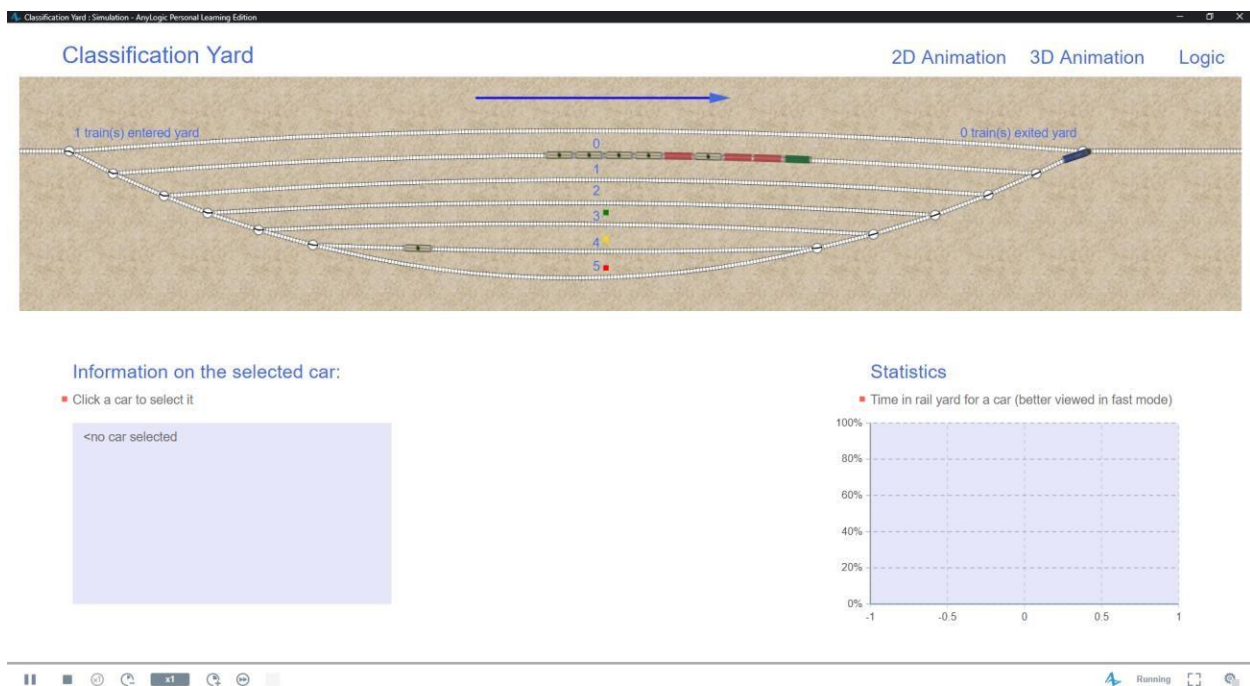 Classification Yard : Simulation - AnyLogic Personal Learning Edition
Classification Yard
2D Animation 3D Animation Logic
1 train(s) entered yard
0 train(s) exited yard
0
1
2
3
4
5
Information on the selected car:
Click a car to select it
<no car selected
Statistics
Time in rail yard for a car (better viewed in fast mode)
100%
80%
60%
40%
20%
0%
-1 -0.5 0 0.5 1
x1 x1 Running